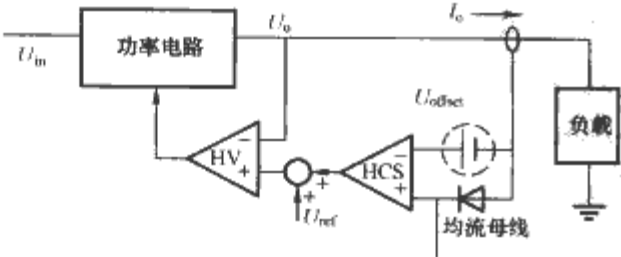 U_in
功率电路
U_o
I_o
U_offset
负载
HV
−
+
+
+
U_ref
HCS
−
+
均流母线